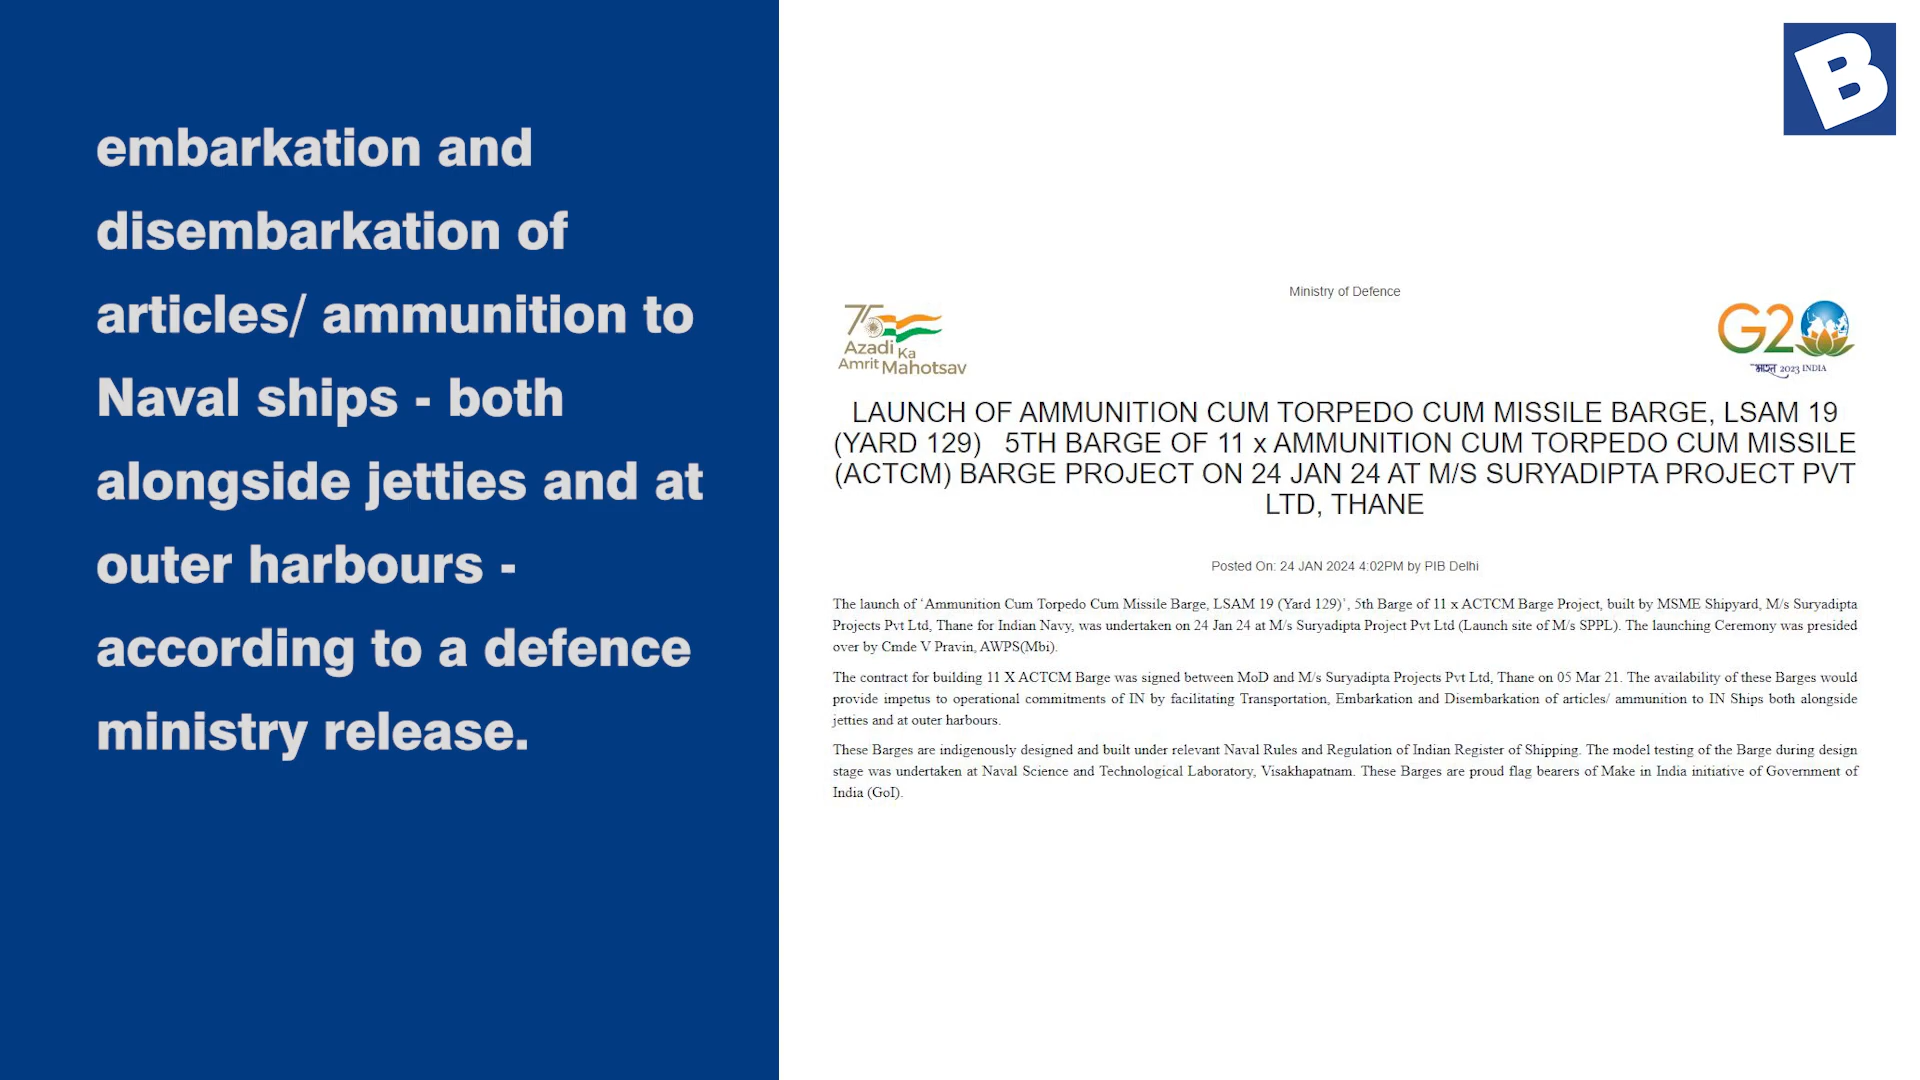 embarkation and
disembarkation of
articles/ ammunition to
Naval ships - both
alongside jetties and at
outer harbours -
according to a defence
ministry release.
B
Ministry of Defence
75
Azadi Ka
Amrit Mahotsav
G20
भारत 2023 INDIA
LAUNCH OF AMMUNITION CUM TORPEDO CUM MISSILE BARGE, LSAM 19
(YARD 129) 5TH BARGE OF 11 x AMMUNITION CUM TORPEDO CUM MISSILE
(ACTCM) BARGE PROJECT ON 24 JAN 24 AT M/S SURYADIPTA PROJECT PVT
LTD, THANE
Posted On: 24 JAN 2024 4:02PM by PIB Delhi
The launch of 'Ammunition Cum Torpedo Cum Missile Barge, LSAM 19 (Yard 129)', 5th Barge of 11 x ACTCM Barge Project, built by MSME Shipyard, M/s Suryadipta
Projects Pvt Ltd, Thane for Indian Navy, was undertaken on 24 Jan 24 at M/s Suryadipta Project Pvt Ltd (Launch site of M/s SPPL). The launching Ceremony was presided
over by Cmde V Pravin, AWPS(Mbi).
The contract for building 11 X ACTCM Barge was signed between MoD and M/s Suryadipta Projects Pvt Ltd, Thane on 05 Mar 21. The availability of these Barges would
provide impetus to operational commitments of IN by facilitating Transportation, Embarkation and Disembarkation of articles/ ammunition to IN Ships both alongside
jetties and at outer harbours.
These Barges are indigenously designed and built under relevant Naval Rules and Regulation of Indian Register of Shipping. The model testing of the Barge during design
stage was undertaken at Naval Science and Technological Laboratory, Visakhapatnam. These Barges are proud flag bearers of Make in India initiative of Government of
India (GoI).